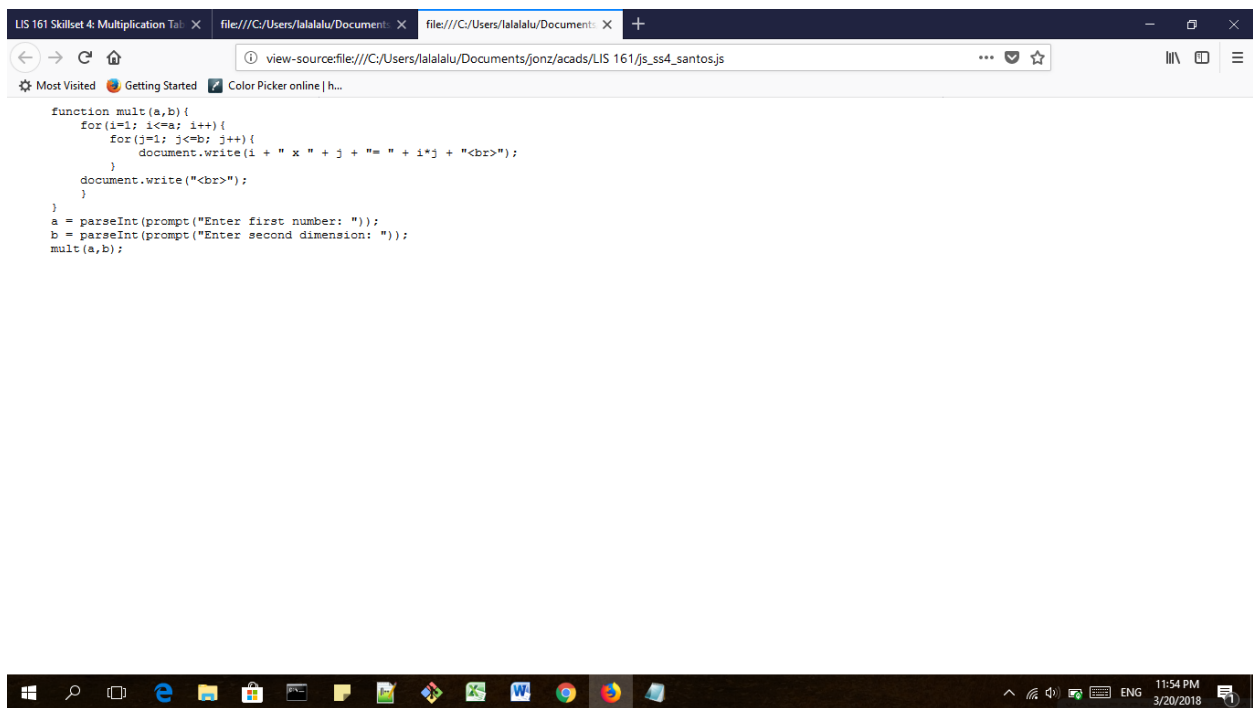 LIS 161 Skillset 4: Multiplication Tab
file:///C:/Users/lalalalu/Documents
file:///C:/Users/lalalalu/Documents
view-source:file:///C:/Users/lalalalu/Documents/jonz/acads/LIS 161/js_ss4_santos.js
Most Visited Getting Started Color Picker online | h...
function mult(a,b){
for(i=1; i<=a; i++){
for(j=1; j<=b; j++){
document.write(i + " x " + j + "= " + i*j + "<br>");
}
document.write("<br>");
}
}
a = parseInt(prompt("Enter first number: "));
b = parseInt(prompt("Enter second dimension: "));
mult(a,b);
ENG
11:54 PM
3/20/2018